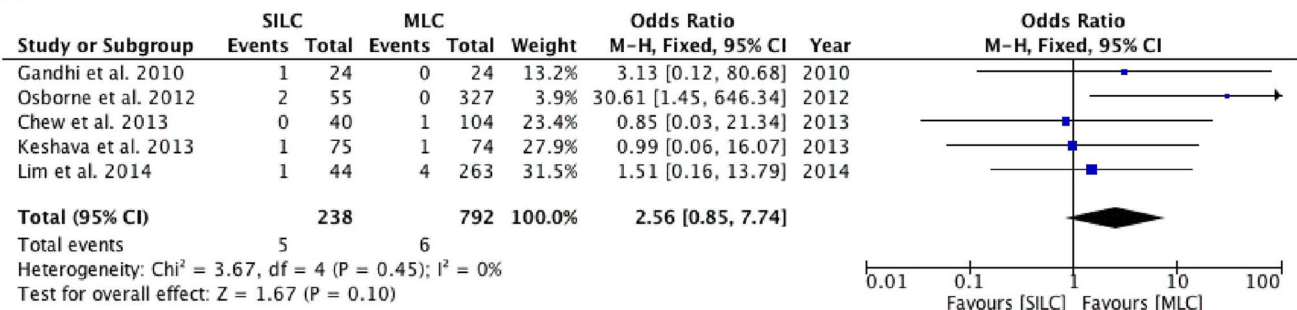 SILC MLC Odds Ratio Odds Ratio
Study or Subgroup Events Total Events Total Weight M-H, Fixed, 95% CI Year M-H, Fixed, 95% CI
Gandhi et al. 2010 1 24 0 24 13.2% 3.13 [0.12, 80.68] 2010
Osborne et al. 2012 2 55 0 327 3.9% 30.61 [1.45, 646.34] 2012
Chew et al. 2013 0 40 1 104 23.4% 0.85 [0.03, 21.34] 2013
Keshava et al. 2013 1 75 1 74 27.9% 0.99 [0.06, 16.07] 2013
Lim et al. 2014 1 44 4 263 31.5% 1.51 [0.16, 13.79] 2014
Total (95% CI) 238 792 100.0% 2.56 [0.85, 7.74]
Total events 5 6
Heterogeneity: Chi² = 3.67, df = 4 (P = 0.45); I² = 0%
Test for overall effect: Z = 1.67 (P = 0.10)
0.01 0.1 1 10 100
Favours [SILC] Favours [MLC]